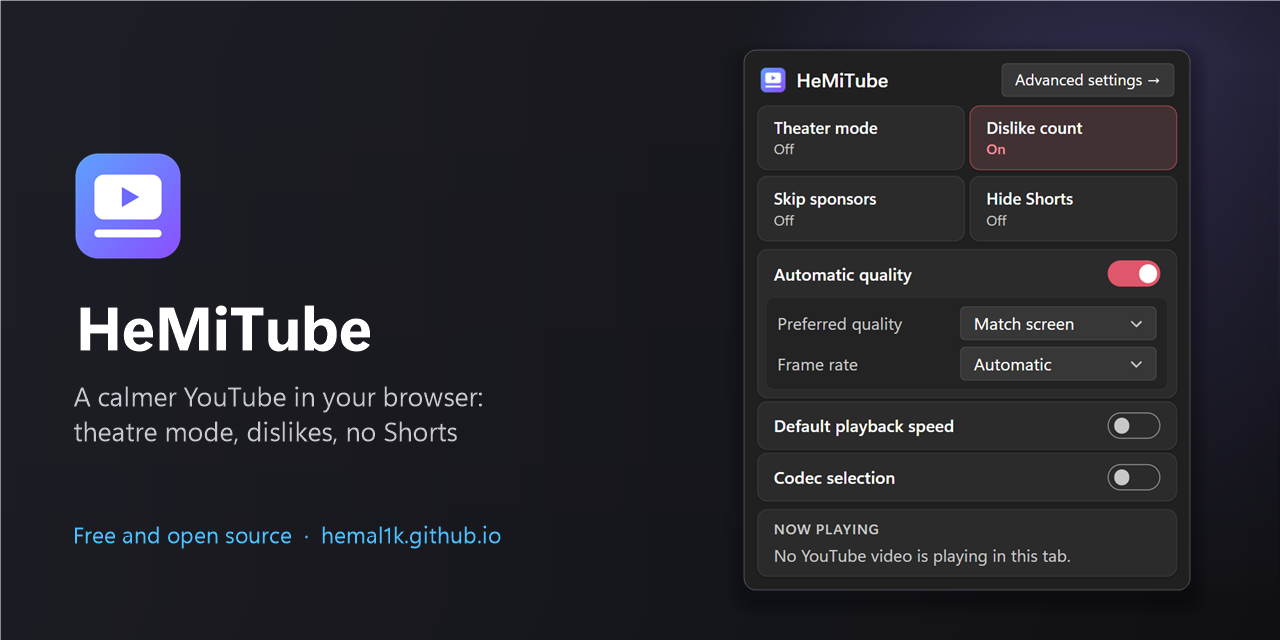 HeMiTube
A calmer YouTube in your browser:
theatre mode, dislikes, no Shorts
Free and open source · hemal1k.github.io
HeMiTube
Advanced settings →
Theater mode
Off
Dislike count
On
Skip sponsors
Off
Hide Shorts
Off
Automatic quality
Preferred quality
Match screen
Frame rate
Automatic
Default playback speed
Codec selection
NOW PLAYING
No YouTube video is playing in this tab.